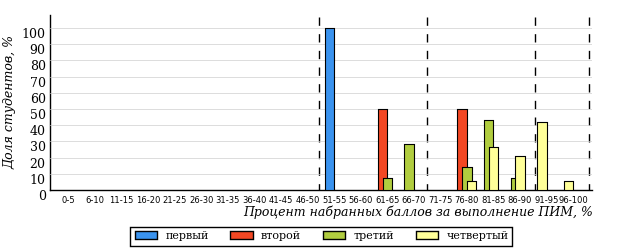 Доля студентов, %
100
90
80
70
60
50
40
30
20
10
0
0-5 6-10 11-15 16-20 21-25 26-30 31-35 36-40 41-45 46-50 51-55 56-60 61-65 66-70 71-75 76-80 81-85 86-90 91-95 96-100
Процент набранных баллов за выполнение ПИМ, %
первый второй третий четвертый